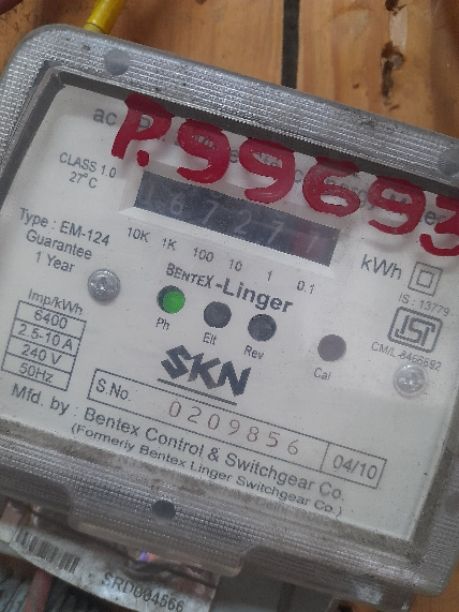 P.99693
CLASS 1.0
27°C
16727
10K 1K 100 10 1 0.1
kWh
Type : EM-124
Guarantee
1 Year
BENTEX-Linger
IS : 13779
Imp/kWh
6400
2.5-10 A
240 V
50Hz
Ph Elt Rev Cal
ISI
SKN
S.No. 0209856 04/10
Mfd. by : Bentex Control & Switchgear Co.
(Formerly Bentex Linger Switchgear Co.)